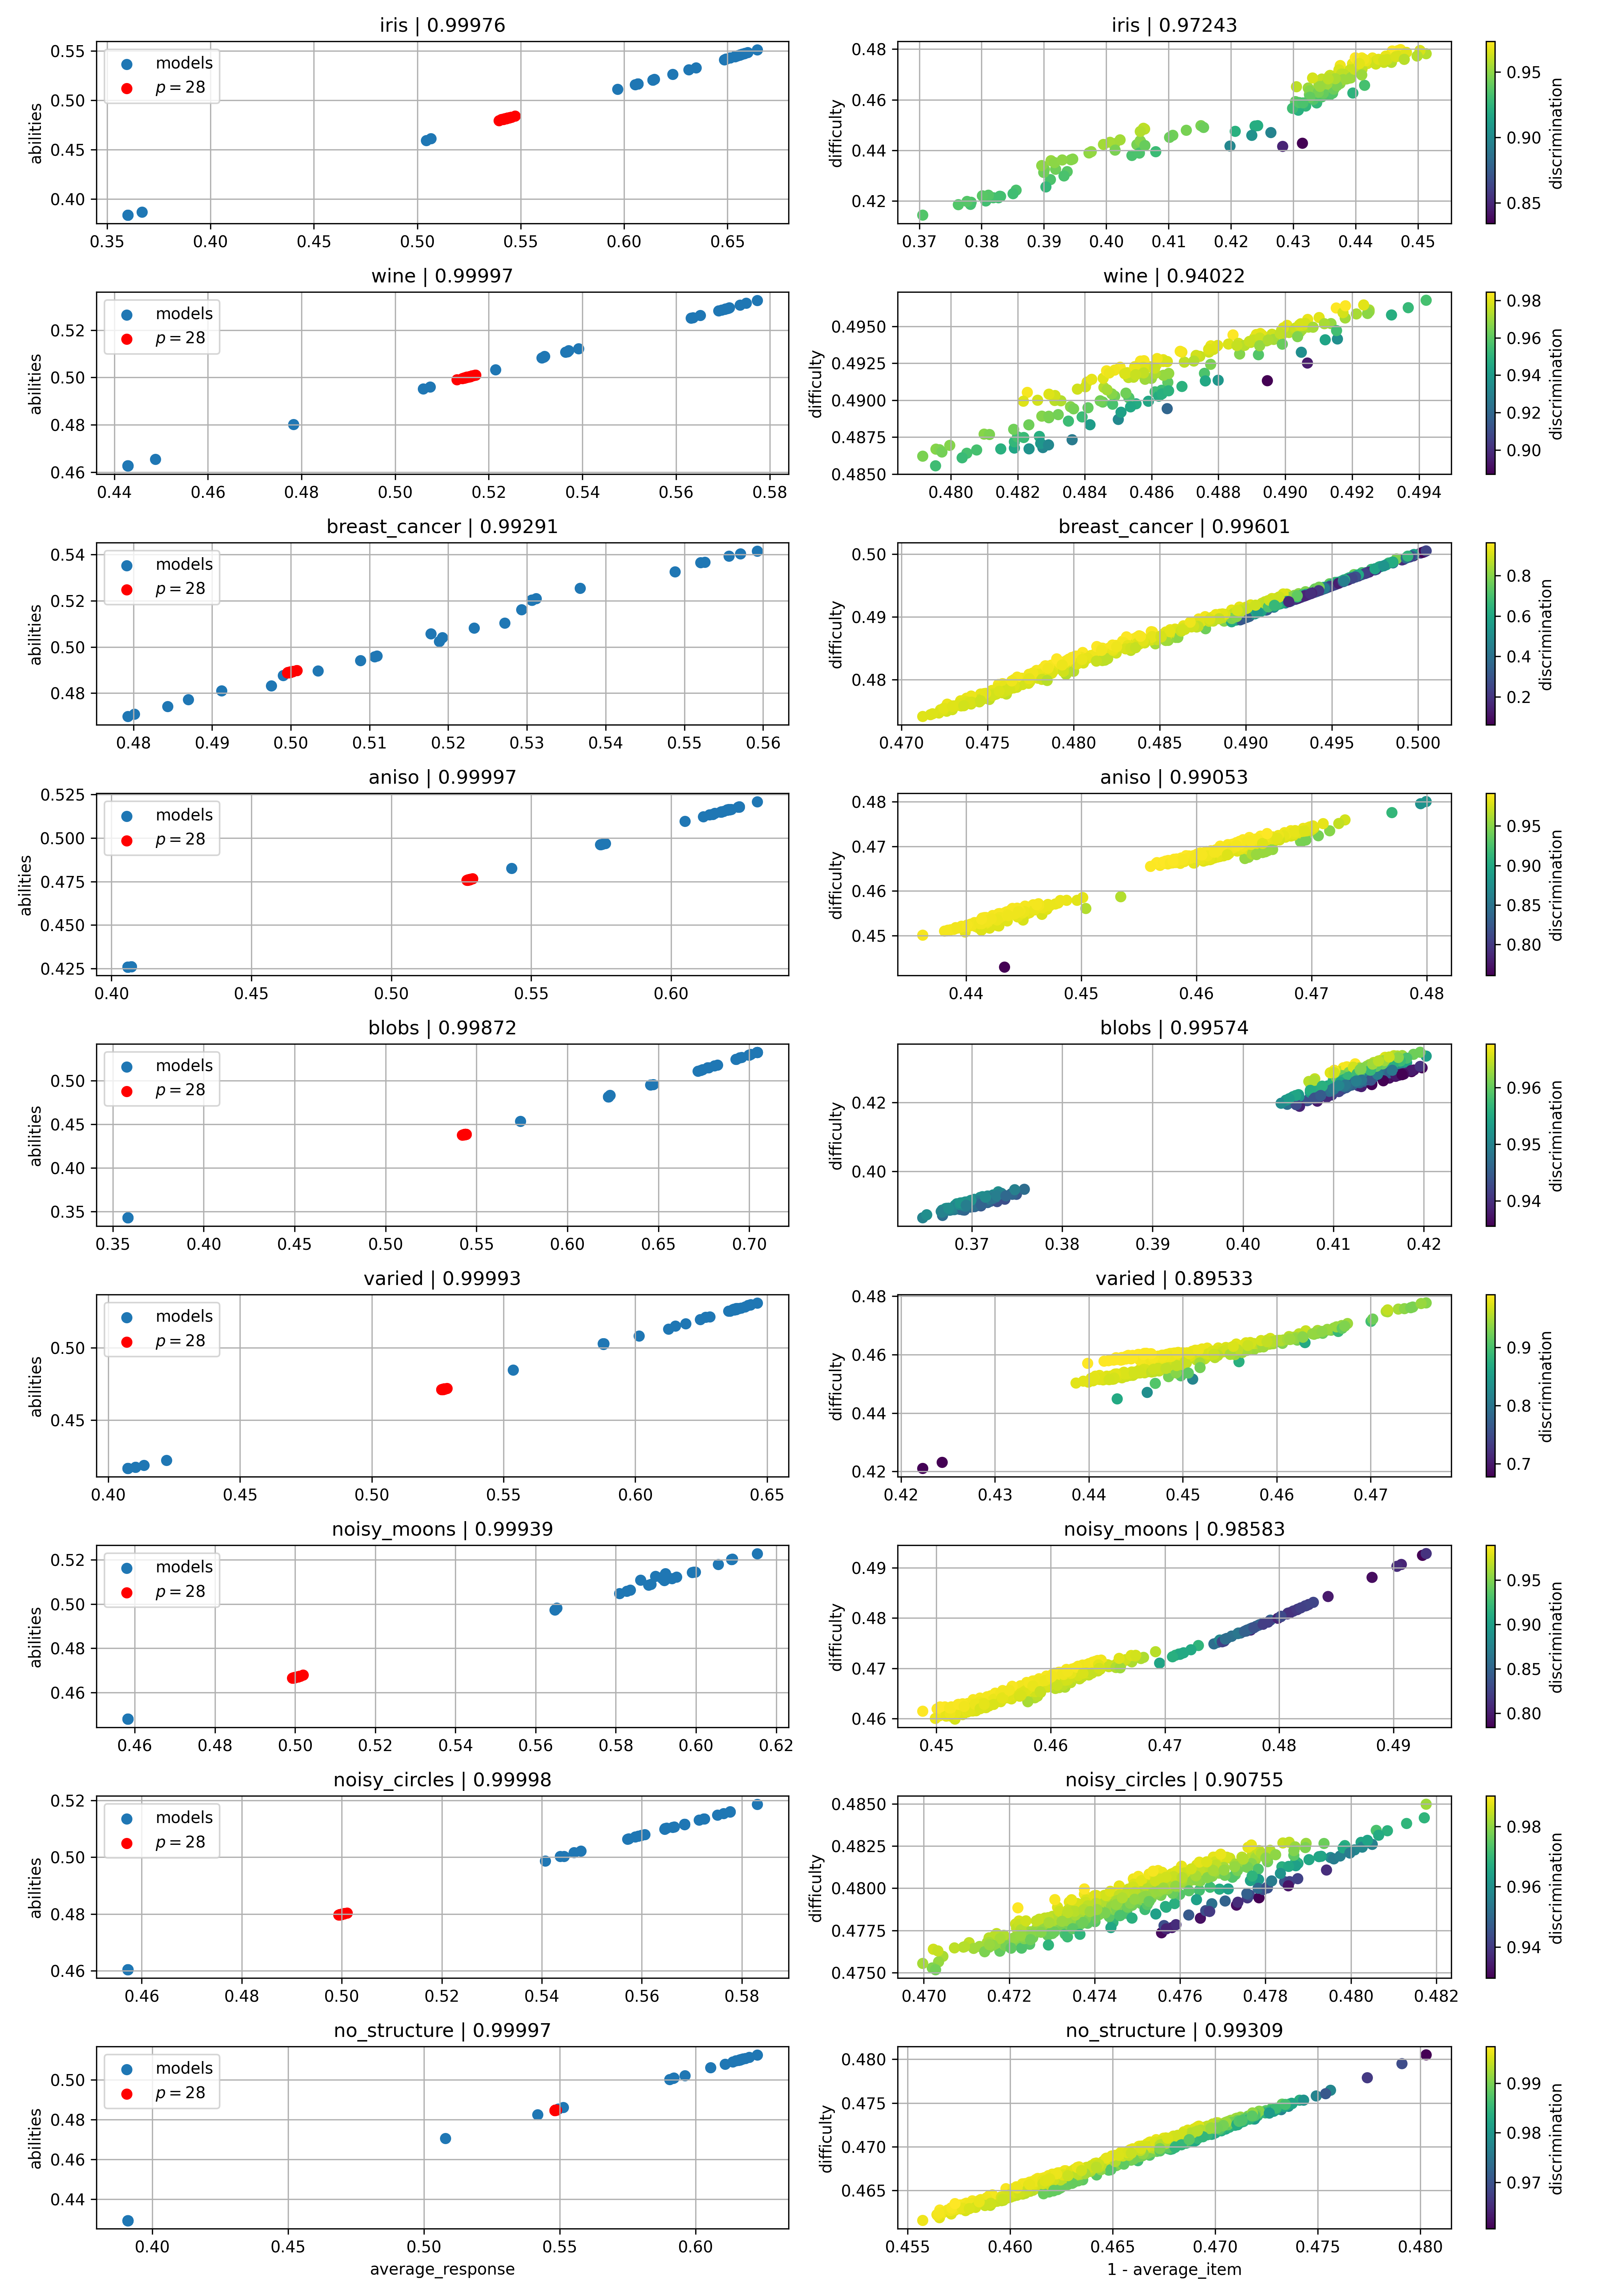 iris | 0.99976
abilities
0.55
0.50
0.45
0.40
models
p = 28
0.35 0.40 0.45 0.50 0.55 0.60 0.65
iris | 0.97243
difficulty
0.48
0.46
0.44
0.42
0.37 0.38 0.39 0.40 0.41 0.42 0.43 0.44 0.45
0.95
0.90
0.85
discrimination
wine | 0.99997
abilities
0.52
0.50
0.48
0.46
models
p = 28
0.44 0.46 0.48 0.50 0.52 0.54 0.56 0.58
wine | 0.94022
difficulty
0.4950
0.4925
0.4900
0.4875
0.4850
0.480 0.482 0.484 0.486 0.488 0.490 0.492 0.494
0.98
0.96
0.94
0.92
0.90
discrimination
breast_cancer | 0.99291
abilities
0.54
0.52
0.50
0.48
models
p = 28
0.48 0.49 0.50 0.51 0.52 0.53 0.54 0.55 0.56
breast_cancer | 0.99601
difficulty
0.50
0.49
0.48
0.470 0.475 0.480 0.485 0.490 0.495 0.500
0.8
0.6
0.4
0.2
discrimination
aniso | 0.99997
abilities
0.525
0.500
0.475
0.450
0.425
models
p = 28
0.40 0.45 0.50 0.55 0.60
aniso | 0.99053
difficulty
0.48
0.47
0.46
0.45
0.44 0.45 0.46 0.47 0.48
0.95
0.90
0.85
0.80
discrimination
blobs | 0.99872
abilities
0.50
0.45
0.40
0.35
models
p = 28
0.35 0.40 0.45 0.50 0.55 0.60 0.65 0.70
blobs | 0.99574
difficulty
0.42
0.40
0.37 0.38 0.39 0.40 0.41 0.42
0.96
0.95
0.94
discrimination
varied | 0.99993
abilities
0.50
0.45
models
p = 28
0.40 0.45 0.50 0.55 0.60 0.65
varied | 0.89533
difficulty
0.48
0.46
0.44
0.42
0.42 0.43 0.44 0.45 0.46 0.47
0.9
0.8
0.7
discrimination
noisy_moons | 0.99939
abilities
0.52
0.50
0.48
0.46
models
p = 28
0.46 0.48 0.50 0.52 0.54 0.56 0.58 0.60 0.62
noisy_moons | 0.98583
difficulty
0.49
0.48
0.47
0.46
0.45 0.46 0.47 0.48 0.49
0.95
0.90
0.85
0.80
discrimination
noisy_circles | 0.99998
abilities
0.52
0.50
0.48
0.46
models
p = 28
0.46 0.48 0.50 0.52 0.54 0.56 0.58
noisy_circles | 0.90755
difficulty
0.4850
0.4825
0.4800
0.4775
0.4750
0.470 0.472 0.474 0.476 0.478 0.480 0.482
0.98
0.96
0.94
discrimination
no_structure | 0.99997
abilities
0.50
0.48
0.46
0.44
models
p = 28
0.40 0.45 0.50 0.55 0.60
average_response
no_structure | 0.99309
difficulty
0.480
0.475
0.470
0.465
0.455 0.460 0.465 0.470 0.475 0.480
1 - average_item
0.99
0.98
0.97
discrimination